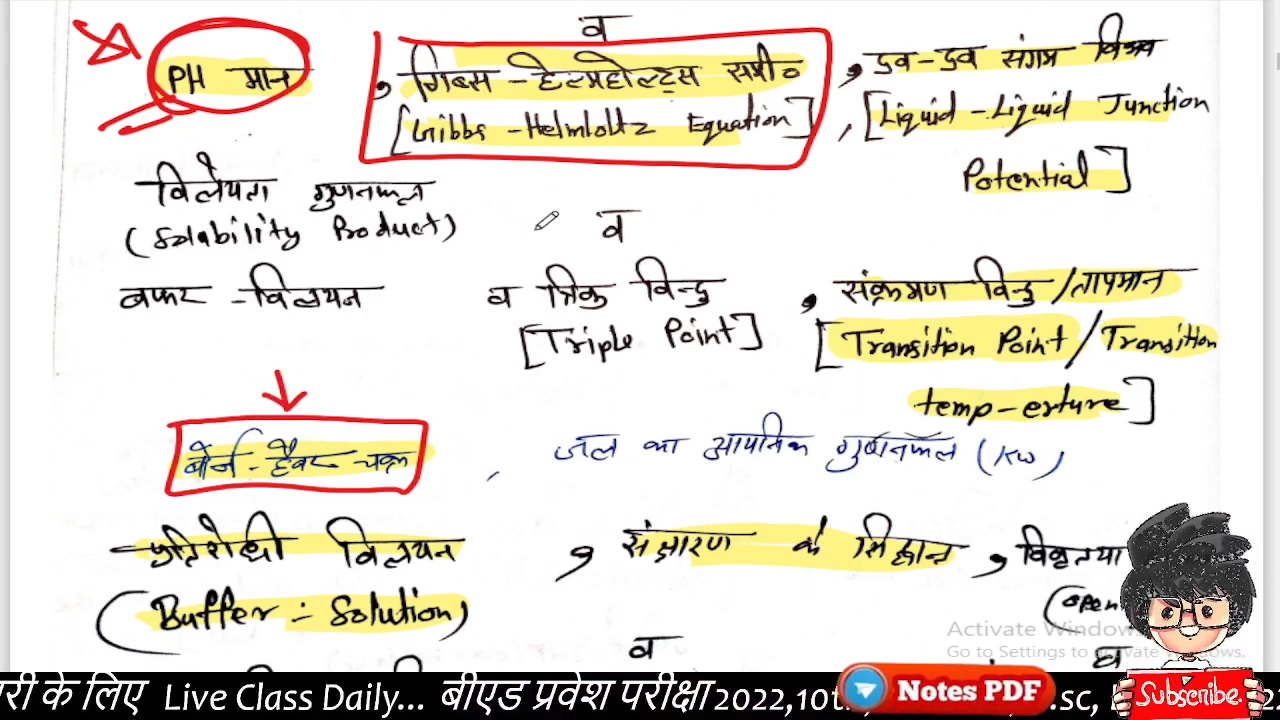 व
PH मान , गिब्स - हेल्महोल्ट्स समी० , द्रव - द्रव संगम विभव
[Gibbs - Helmholtz Equation] , [Liquid - Liquid Junction
Potential]
विलेयता गुणनफल
(Solability Product) व
बफर - विलयन व त्रिक विन्दु , संक्रमण विन्दु / तापमान
[Triple Point] [Transition Point / Transition
temp - erture]
बोर्न - हैबर चक्र , जल का आयनिक गुणनफल (Kw)
प्रतिरोधी विलयन , संक्षारण के सिद्धान्त ,
(Buffer :- Solution) (open
व
Activate Windows
Go to Settings to activate Windows.
री के लिए Live Class Daily... बीएड प्रवेश परीक्षा 2022,10th
Notes PDF
Subscribe